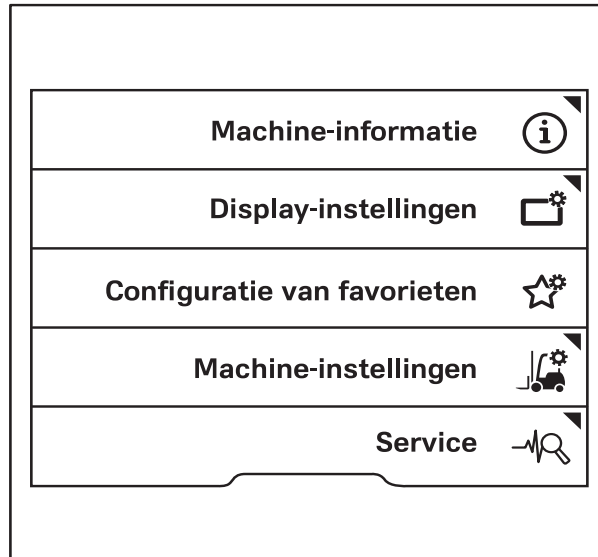 Machine-informatie
Display-instellingen
Configuratie van favorieten
Machine-instellingen
Service